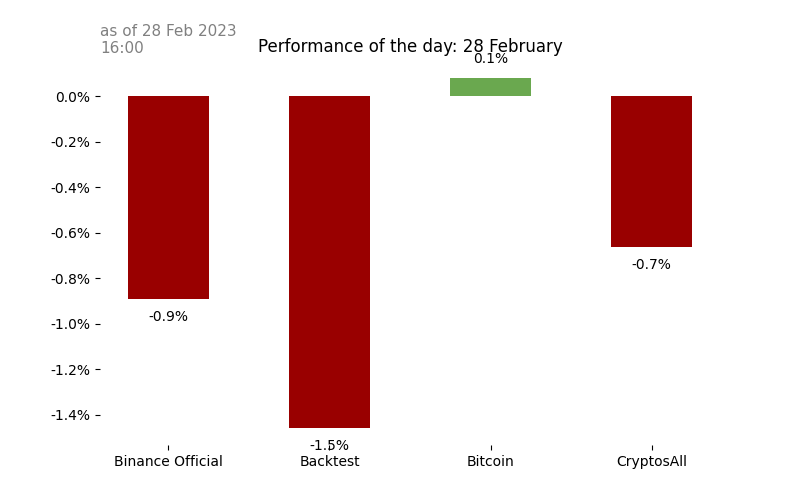 as of 28 Feb 2023
16:00
Performance of the day: 28 February
0.1%
0.0%
-0.2%
-0.4%
-0.6%
-0.8%
-1.0%
-1.2%
-1.4%
-0.9%
-1.5%
-0.7%
Binance Official
Backtest
Bitcoin
CryptosAll